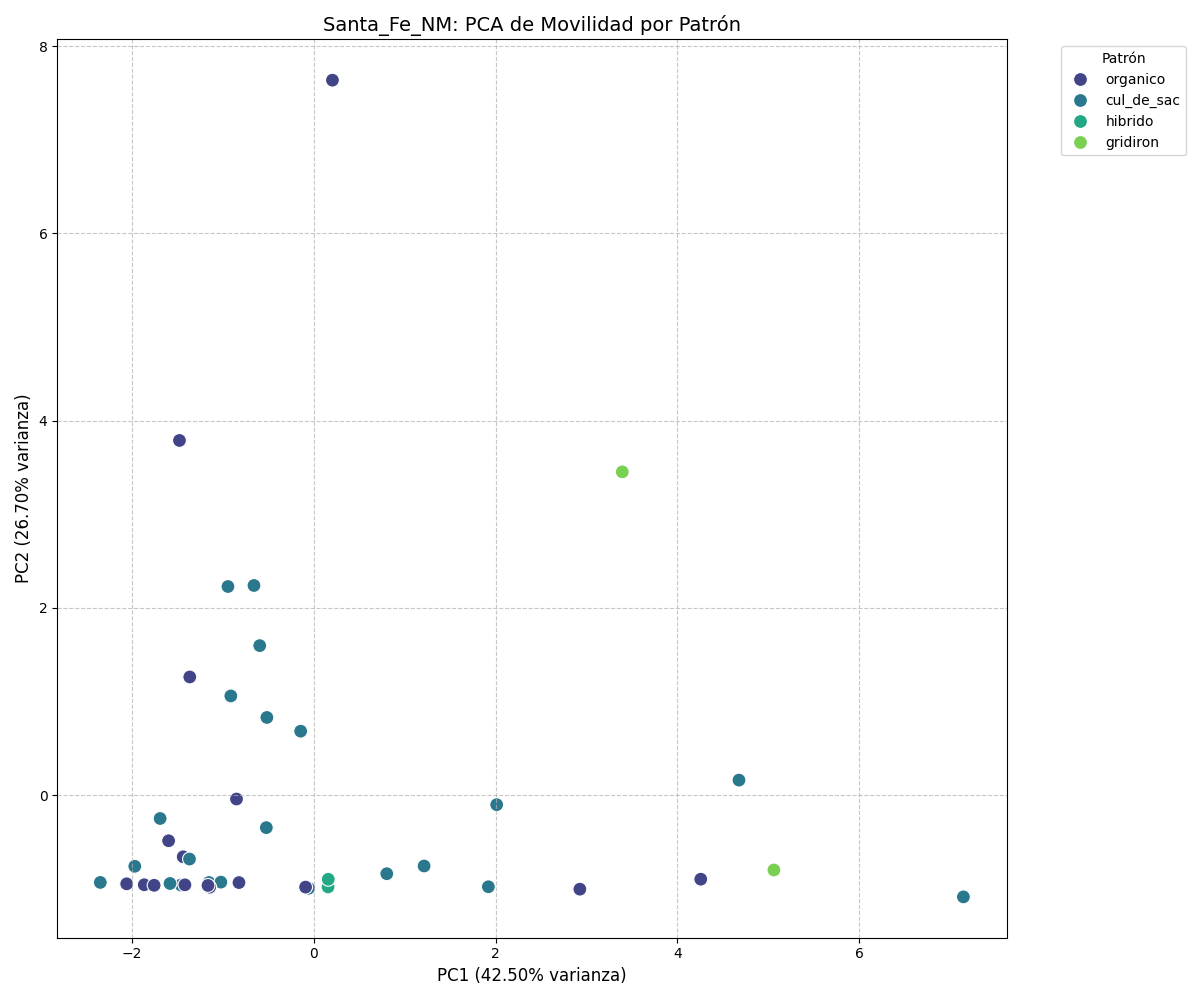 Santa_Fe_NM: PCA de Movilidad por Patrón
Patrón
organico
cul_de_sac
hibrido
gridiron
8
6
4
2
0
PC2 (26.70% varianza)
−2
0
2
4
6
PC1 (42.50% varianza)